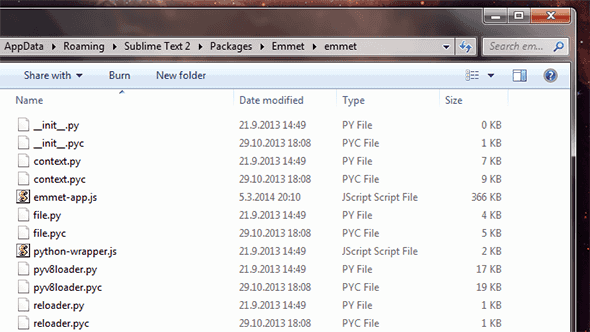 AppData Roaming Sublime Text 2 Packages Emmet emmet Search em...
Share with Burn New folder
Name Date modified Type Size
__init__.py 21.9.2013 14:49 PY File 0 KB
__init__.pyc 29.10.2013 18:08 PYC File 1 KB
context.py 21.9.2013 14:49 PY File 7 KB
context.pyc 29.10.2013 18:08 PYC File 9 KB
emmet-app.js 5.3.2014 20:10 JScript Script File 366 KB
file.py 21.9.2013 14:49 PY File 4 KB
file.pyc 29.10.2013 18:08 PYC File 5 KB
python-wrapper.js 21.9.2013 14:49 JScript Script File 2 KB
pyv8loader.py 21.9.2013 14:49 PY File 17 KB
pyv8loader.pyc 29.10.2013 18:08 PYC File 19 KB
reloader.py 21.9.2013 14:49 PY File 1 KB
reloader.pyc 29.10.2013 18:08 PYC File 1 KB